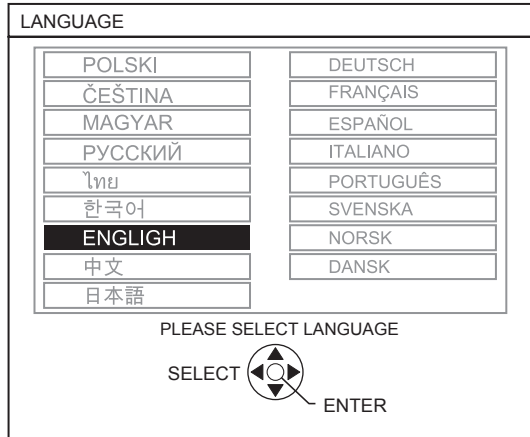 LANGUAGE
POLSKI
ČEŠTINA
MAGYAR
РУССКИЙ
ไทย
한국어
ENGLIGH
中文
日本語
DEUTSCH
FRANÇAIS
ESPAÑOL
ITALIANO
PORTUGUÊS
SVENSKA
NORSK
DANSK
PLEASE SELECT LANGUAGE
SELECT
ENTER